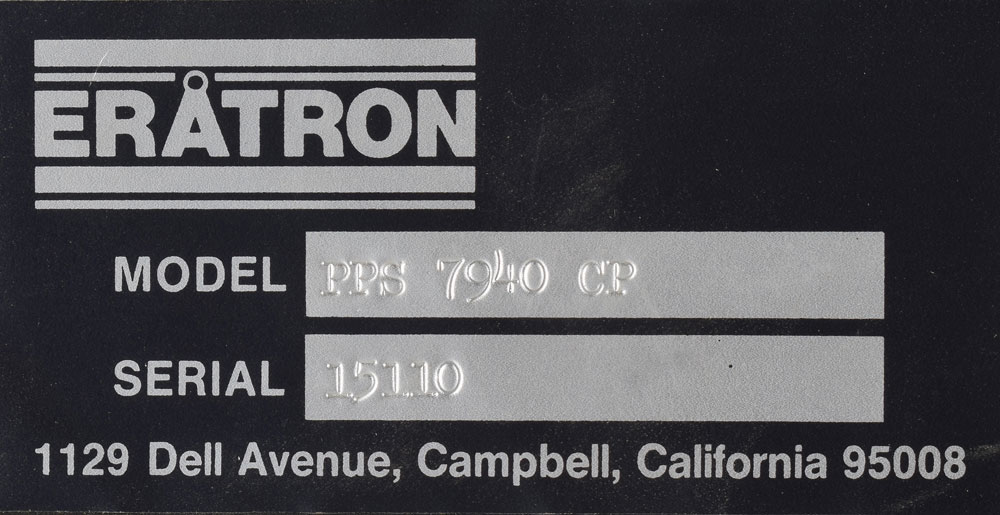 ERÅTRON
MODEL PPS 7940 CP
SERIAL 15110
1129 Dell Avenue, Campbell, California 95008